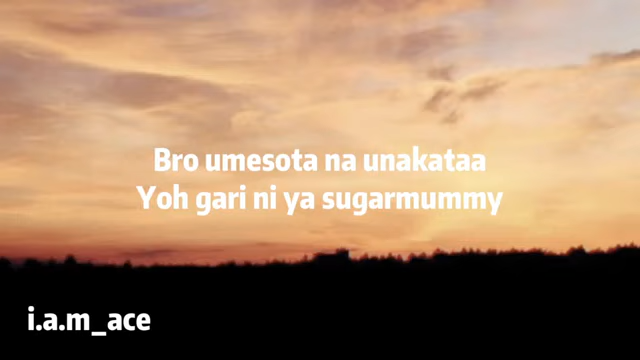 Bro umesota na unakataa
Yoh gari ni ya sugarmummy
i.a.m_ace